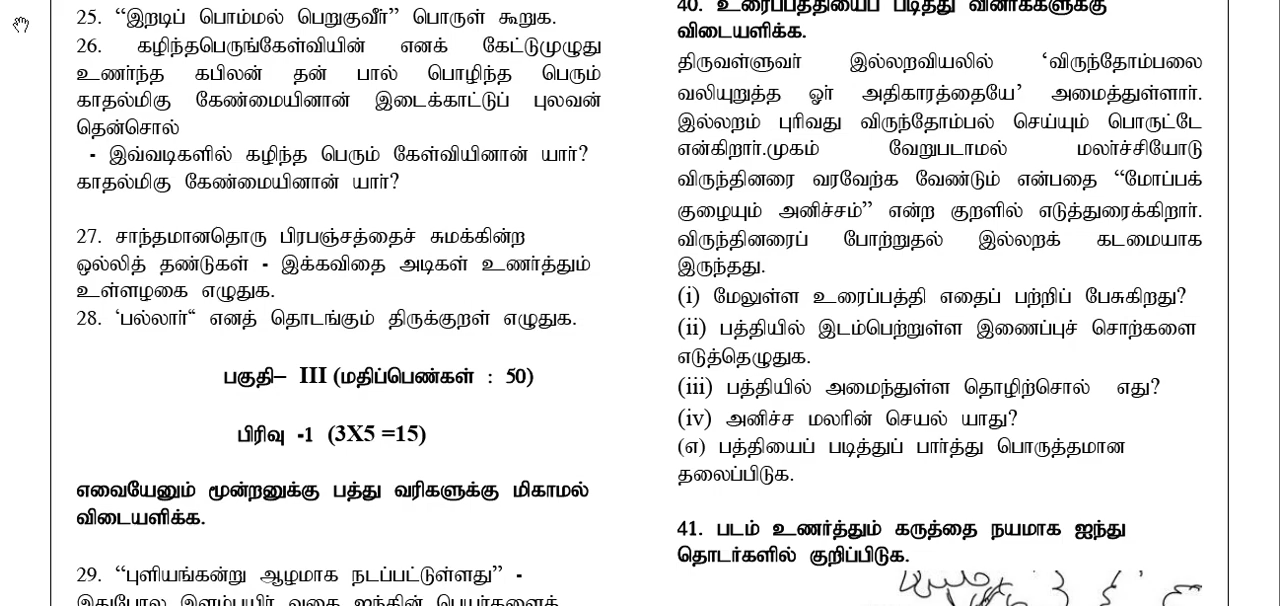 25. “இறடிப் பொம்மல் பெறுகுவீர்” பொருள் கூறுக.
26. கழிந்தபெருங்கேள்வியின் எனக் கேட்டுமுழுது
உணர்ந்த கபிலன் தன் பால் பொழிந்த பெரும்
காதல்மிகு கேண்மையினான் இடைக்காட்டுப் புலவன்
தென்சொல்
- இவ்வடிகளில் கழிந்த பெரும் கேள்வியினான் யார்?
காதல்மிகு கேண்மையினான் யார்?
27. சாந்தமானதொரு பிரபஞ்சத்தைச் சுமக்கின்ற
ஒல்லித் தண்டுகள் - இக்கவிதை அடிகள் உணர்த்தும்
உள்ளழகை எழுதுக.
28. ‘பல்லார்“ எனத் தொடங்கும் திருக்குறள் எழுதுக.
பகுதி– III (மதிப்பெண்கள் : 50)
பிரிவு -1 (3X5 =15)
எவையேனும் மூன்றனுக்கு பத்து வரிகளுக்கு மிகாமல்
விடையளிக்க.
29. “புளியங்கன்று ஆழமாக நடப்பட்டுள்ளது” -
இதுபோல இளம்பயிர் வகை ஐந்தின் பெயர்களைத்
40. உரைப்பத்தியைப் படித்து வினாக்களுக்கு
விடையளிக்க.
திருவள்ளுவர் இல்லறவியலில் ‘விருந்தோம்பலை
வலியுறுத்த ஓர் அதிகாரத்தையே’ அமைத்துள்ளார்.
இல்லறம் புரிவது விருந்தோம்பல் செய்யும் பொருட்டே
என்கிறார்.முகம் வேறுபடாமல் மலர்ச்சியோடு
விருந்தினரை வரவேற்க வேண்டும் என்பதை “மோப்பக்
குழையும் அனிச்சம்” என்ற குறளில் எடுத்துரைக்கிறார்.
விருந்தினரைப் போற்றுதல் இல்லறக் கடமையாக
இருந்தது.
(i) மேலுள்ள உரைப்பத்தி எதைப் பற்றிப் பேசுகிறது?
(ii) பத்தியில் இடம்பெற்றுள்ள இணைப்புச் சொற்களை
எடுத்தெழுதுக.
(iii) பத்தியில் அமைந்துள்ள தொழிற்சொல் எது?
(iv) அனிச்ச மலரின் செயல் யாது?
(எ) பத்தியைப் படித்துப் பார்த்து பொருத்தமான
தலைப்பிடுக.
41. படம் உணர்த்தும் கருத்தை நயமாக ஐந்து
தொடர்களில் குறிப்பிடுக.